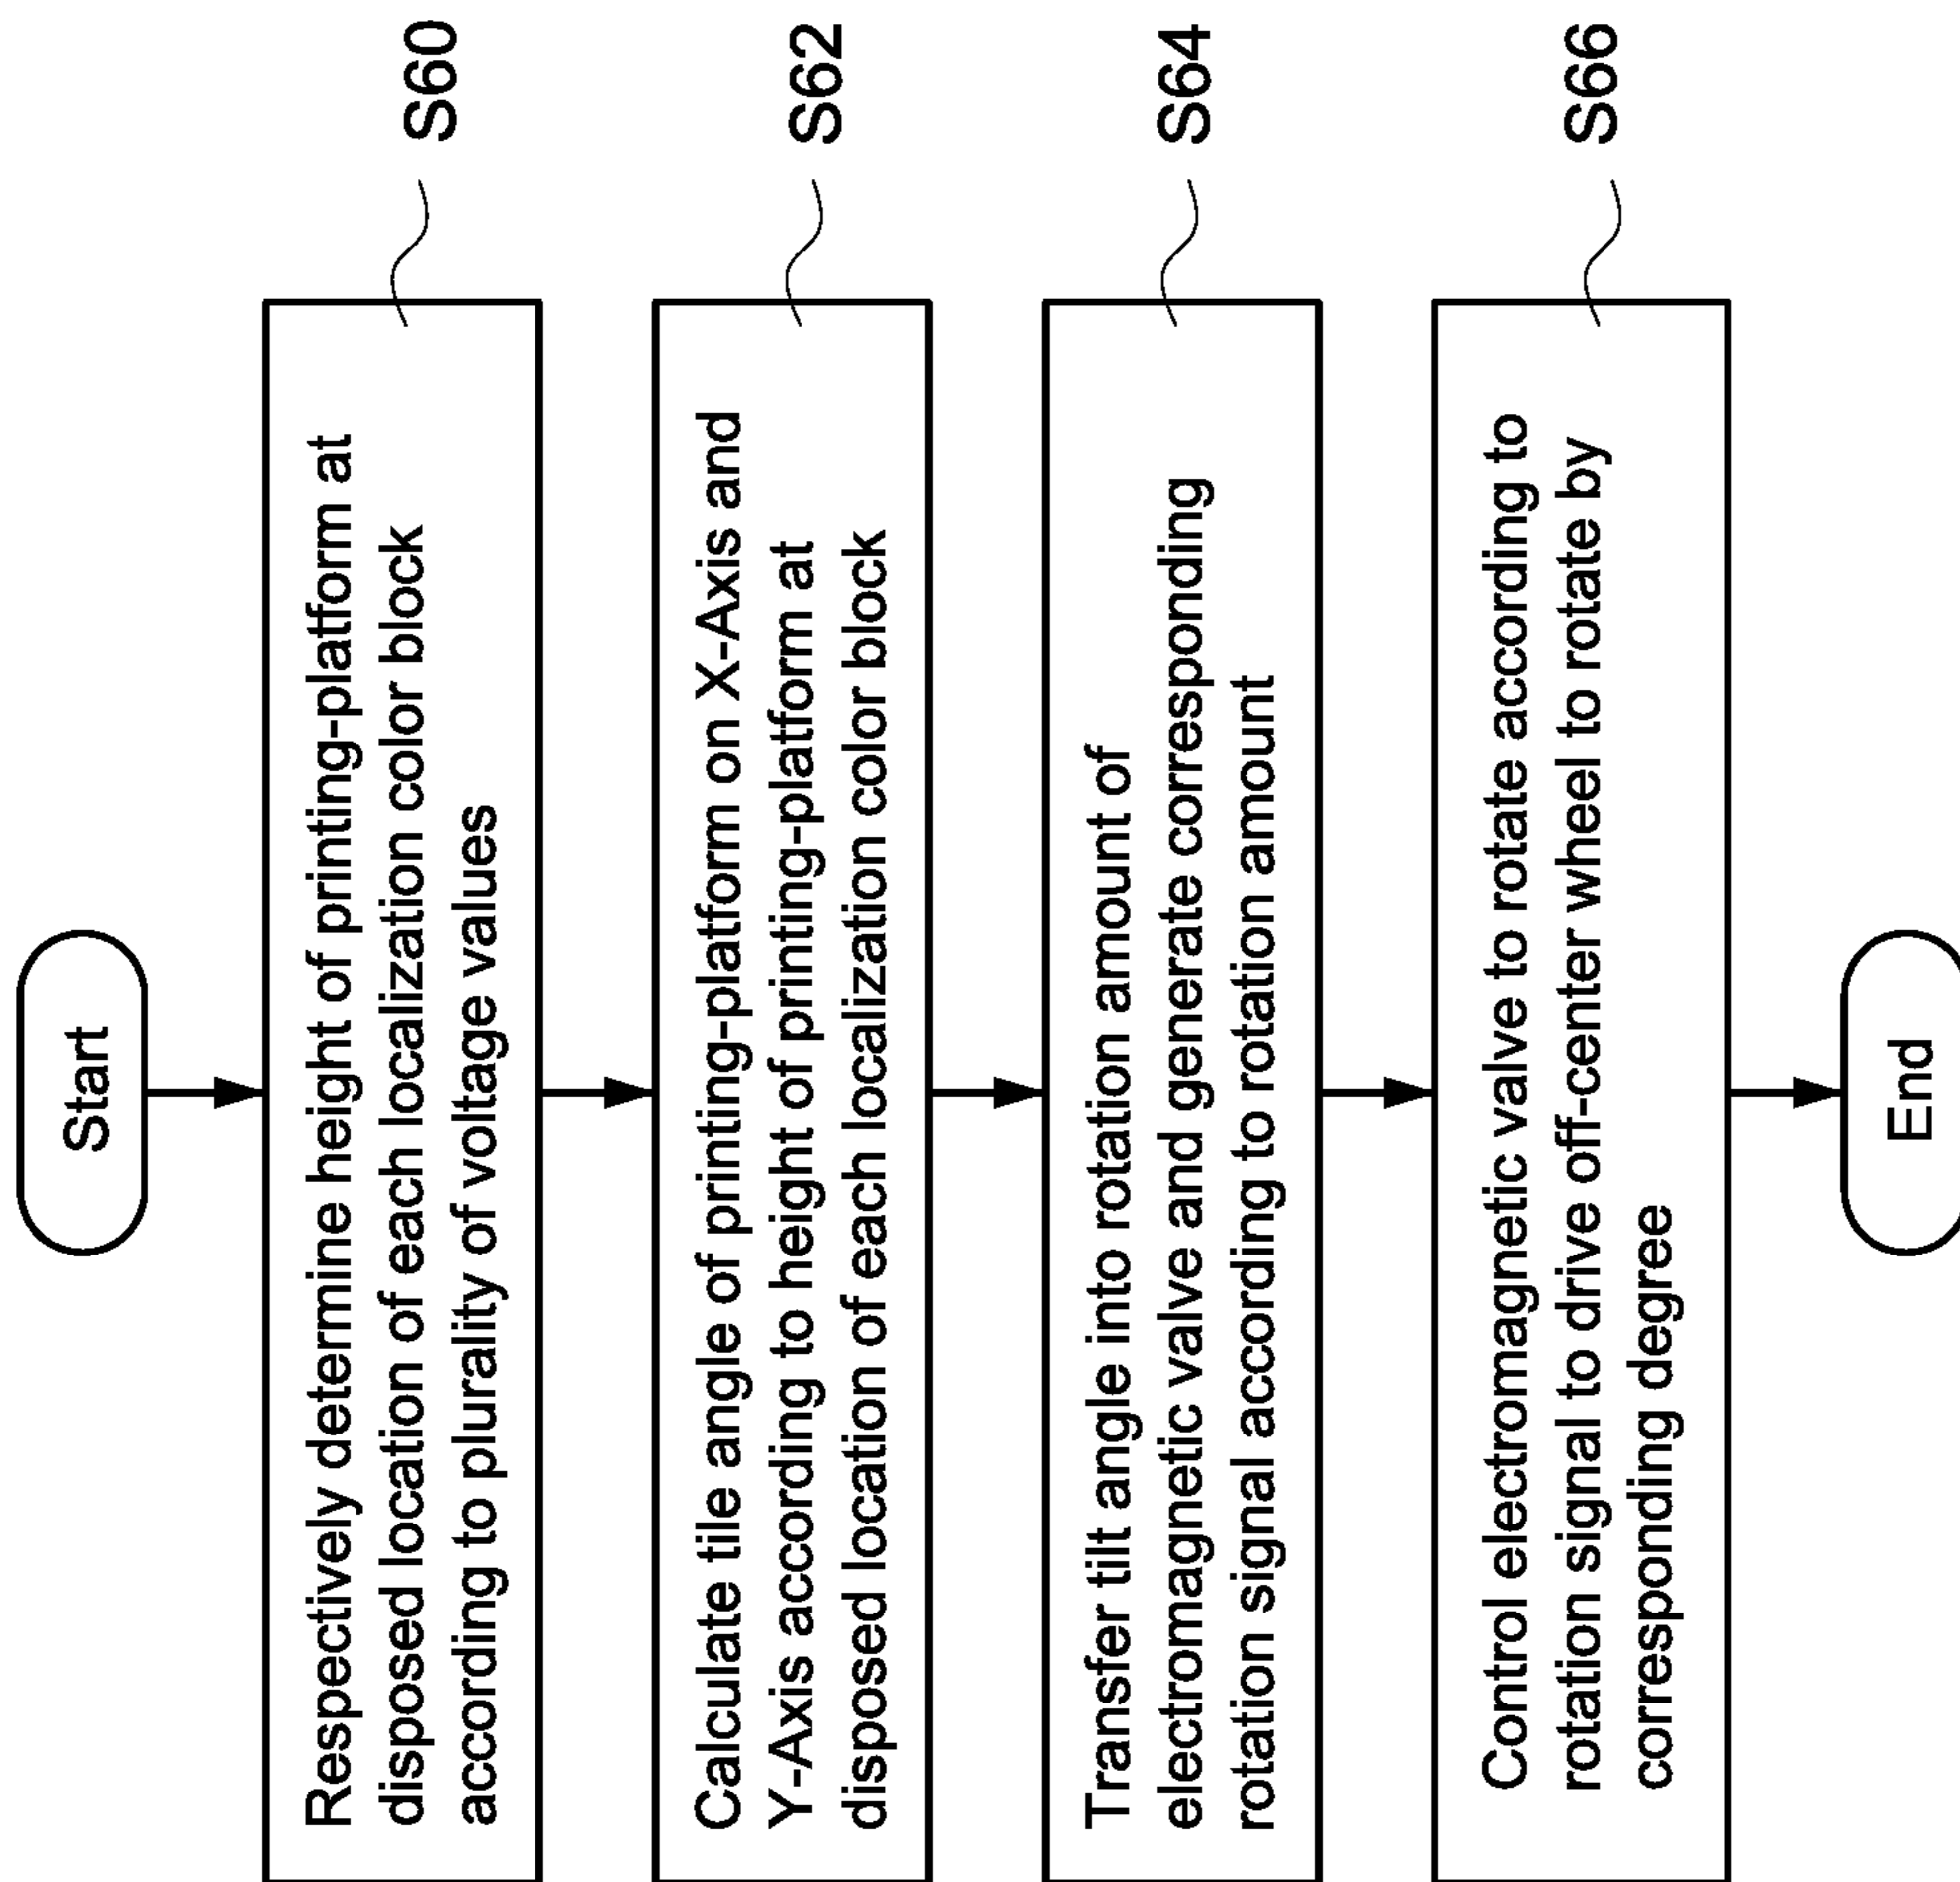 Start
Respectively determine height of printing-platform at
disposed location of each localization color block
according to plurality of voltage values
S60
Calculate tile angle of printing-platform on X-Axis and
Y-Axis according to height of printing-platform at
disposed location of each localization color block
S62
Transfer tilt angle into rotation amount of
electromagnetic valve and generate corresponding
rotation signal according to rotation amount
S64
Control electromagnetic valve to rotate according to
rotation signal to drive off-center wheel to rotate by
corresponding degree
S66
End